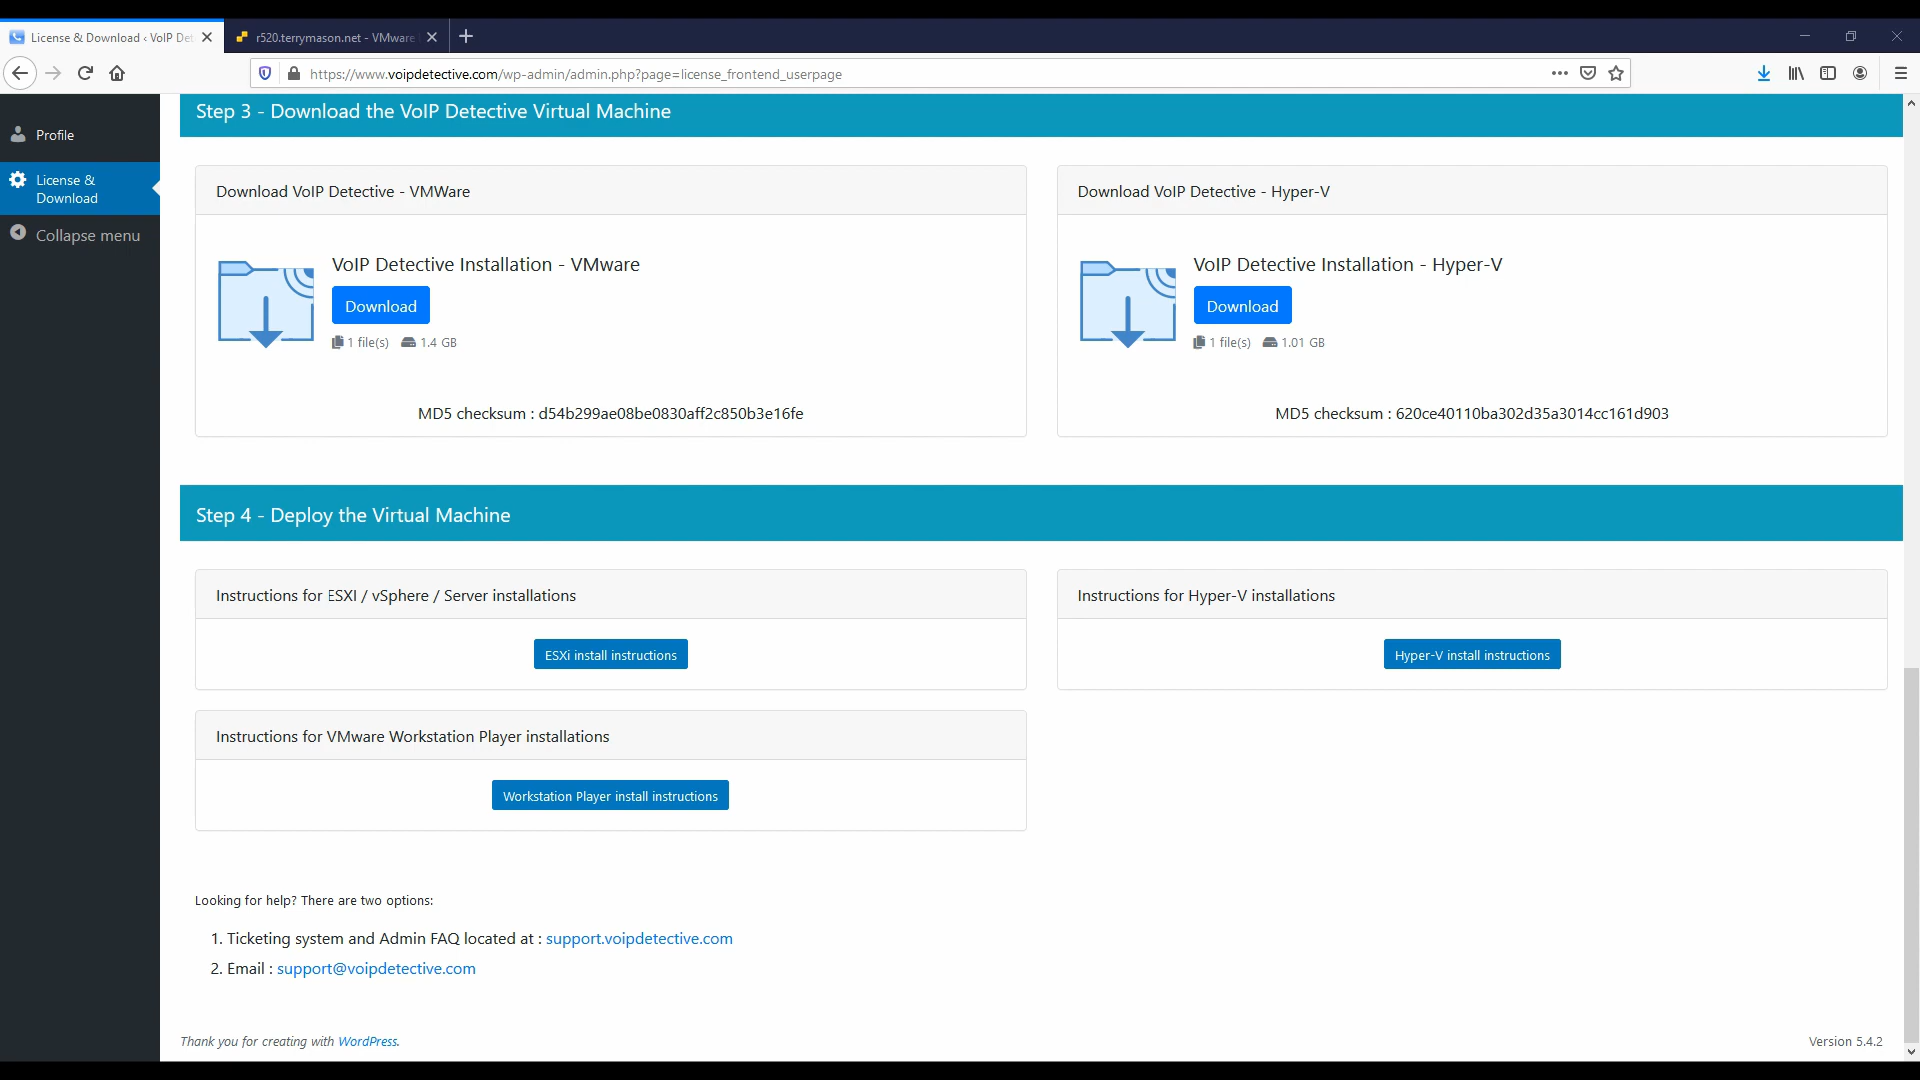 License & Download ‹ VoIP Det
r520.terrymason.net - VMware
https://www.voipdetective.com/wp-admin/admin.php?page=license_frontend_userpage
Profile
License &
Download
Collapse menu
Step 3 - Download the VoIP Detective Virtual Machine
Download VoIP Detective - VMWare
VoIP Detective Installation - VMware
Download
1 file(s) 1.4 GB
MD5 checksum : d54b299ae08be0830aff2c850b3e16fe
Download VoIP Detective - Hyper-V
VoIP Detective Installation - Hyper-V
Download
1 file(s) 1.01 GB
MD5 checksum : 620ce40110ba302d35a3014cc161d903
Step 4 - Deploy the Virtual Machine
Instructions for ESXI / vSphere / Server installations
ESXi install instructions
Instructions for Hyper-V installations
Hyper-V install instructions
Instructions for VMware Workstation Player installations
Workstation Player install instructions
Looking for help? There are two options:
1. Ticketing system and Admin FAQ located at : support.voipdetective.com
2. Email : support@voipdetective.com
Thank you for creating with WordPress.
Version 5.4.2